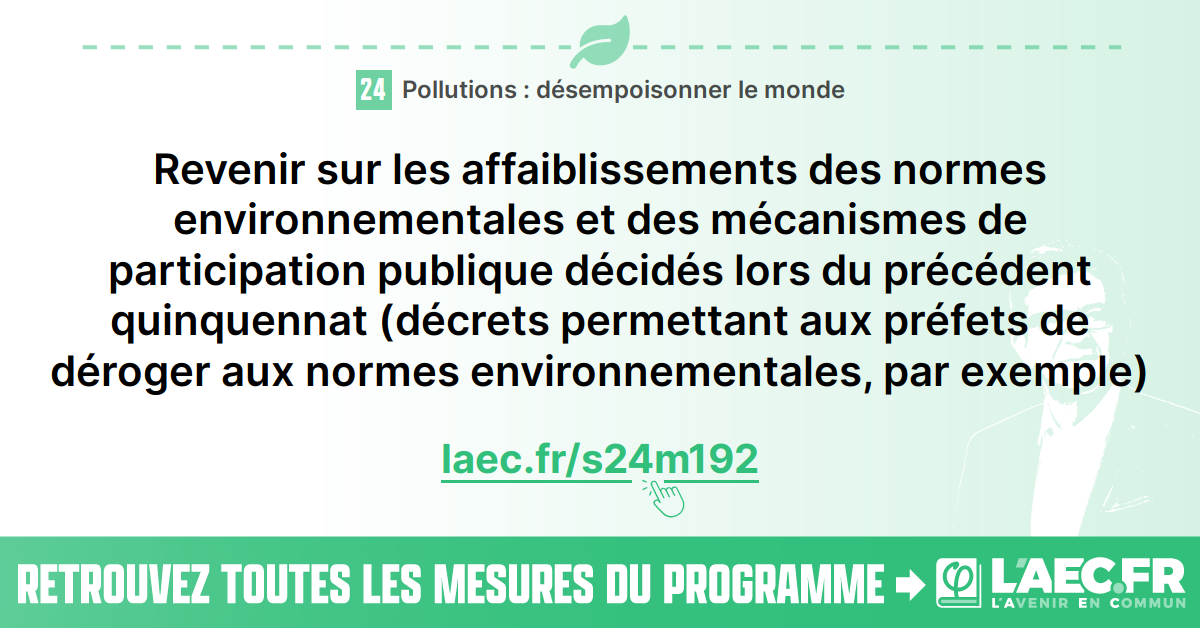 24 Pollutions : désempoisonner le monde
Revenir sur les affaiblissements des normes
environnementales et des mécanismes de
participation publique décidés lors du précédent
quinquennat (décrets permettant aux préfets de
déroger aux normes environnementales, par exemple)
laec.fr/s24m192
RETROUVEZ TOUTES LES MESURES DU PROGRAMME
L'AEC.FR
L'AVENIR EN COMMUN